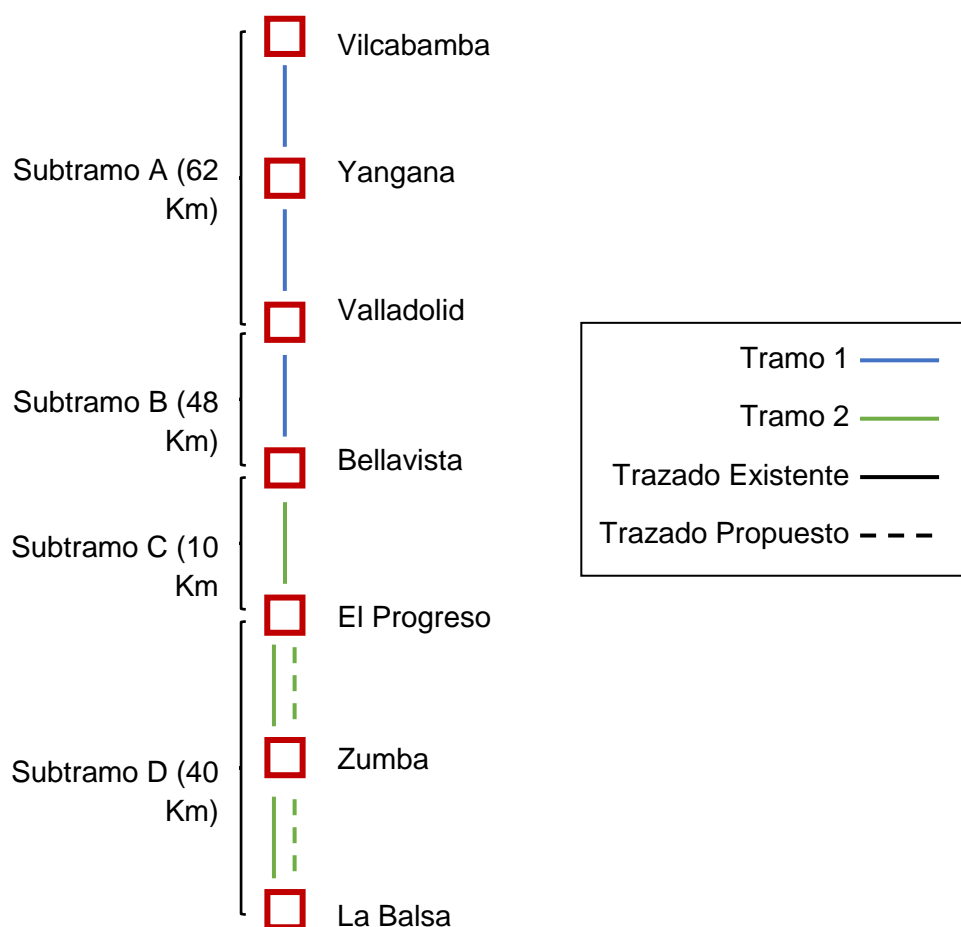 Vilcabamba
Subtramo A (62
Km)
Yangana
Valladolid
Subtramo B (48
Km)
Bellavista
Subtramo C (10
Km
El Progreso
Subtramo D (40
Km)
Zumba
La Balsa
Tramo 1
Tramo 2
Trazado Existente
Trazado Propuesto